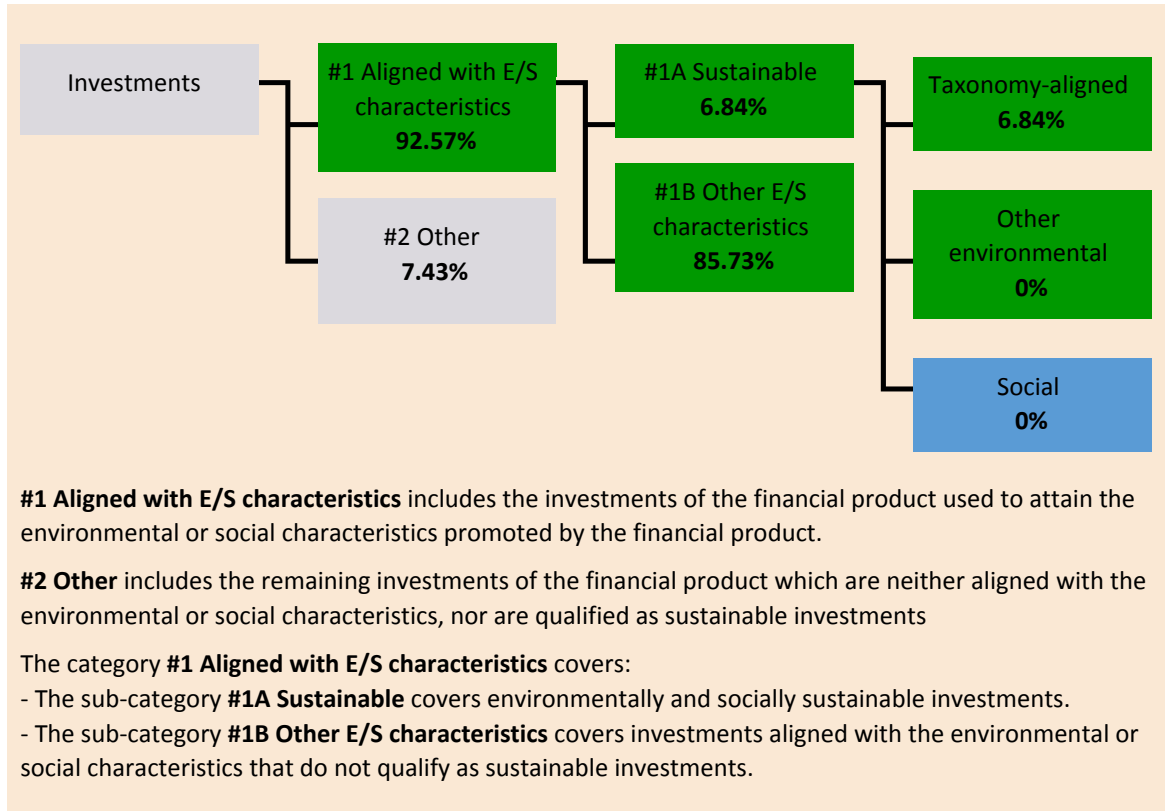 Investments
#1 Aligned with E/S
characteristics
92.57%
#2 Other
7.43%
#1A Sustainable
6.84%
#1B Other E/S
characteristics
85.73%
Taxonomy-aligned
6.84%
Other
environmental
0%
Social
0%
#1 Aligned with E/S characteristics includes the investments of the financial product used to attain the
environmental or social characteristics promoted by the financial product.
#2 Other includes the remaining investments of the financial product which are neither aligned with the
environmental or social characteristics, nor are qualified as sustainable investments
The category #1 Aligned with E/S characteristics covers:
- The sub-category #1A Sustainable covers environmentally and socially sustainable investments.
- The sub-category #1B Other E/S characteristics covers investments aligned with the environmental or
social characteristics that do not qualify as sustainable investments.